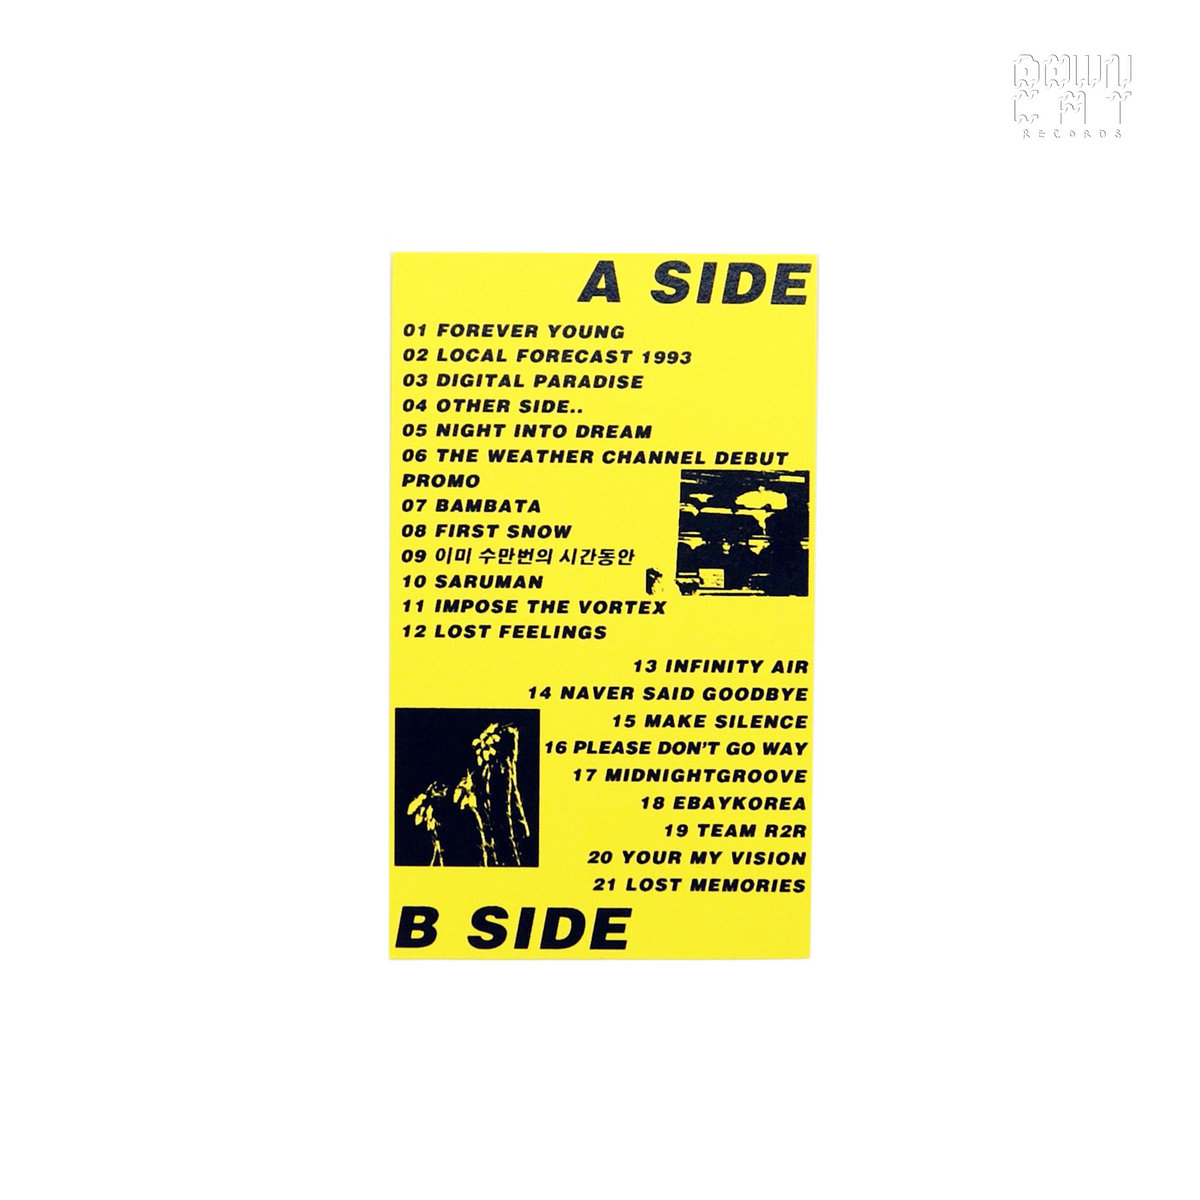 DAWN
CAT
RECORDS
A SIDE
01 FOREVER YOUNG
02 LOCAL FORECAST 1993
03 DIGITAL PARADISE
04 OTHER SIDE..
05 NIGHT INTO DREAM
06 THE WEATHER CHANNEL DEBUT
PROMO
07 BAMBATA
08 FIRST SNOW
09 이미 수만번의 시간동안
10 SARUMAN
11 IMPOSE THE VORTEX
12 LOST FEELINGS
13 INFINITY AIR
14 NAVER SAID GOODBYE
15 MAKE SILENCE
16 PLEASE DON'T GO WAY
17 MIDNIGHTGROOVE
18 EBAYKOREA
19 TEAM R2R
20 YOUR MY VISION
21 LOST MEMORIES
B SIDE